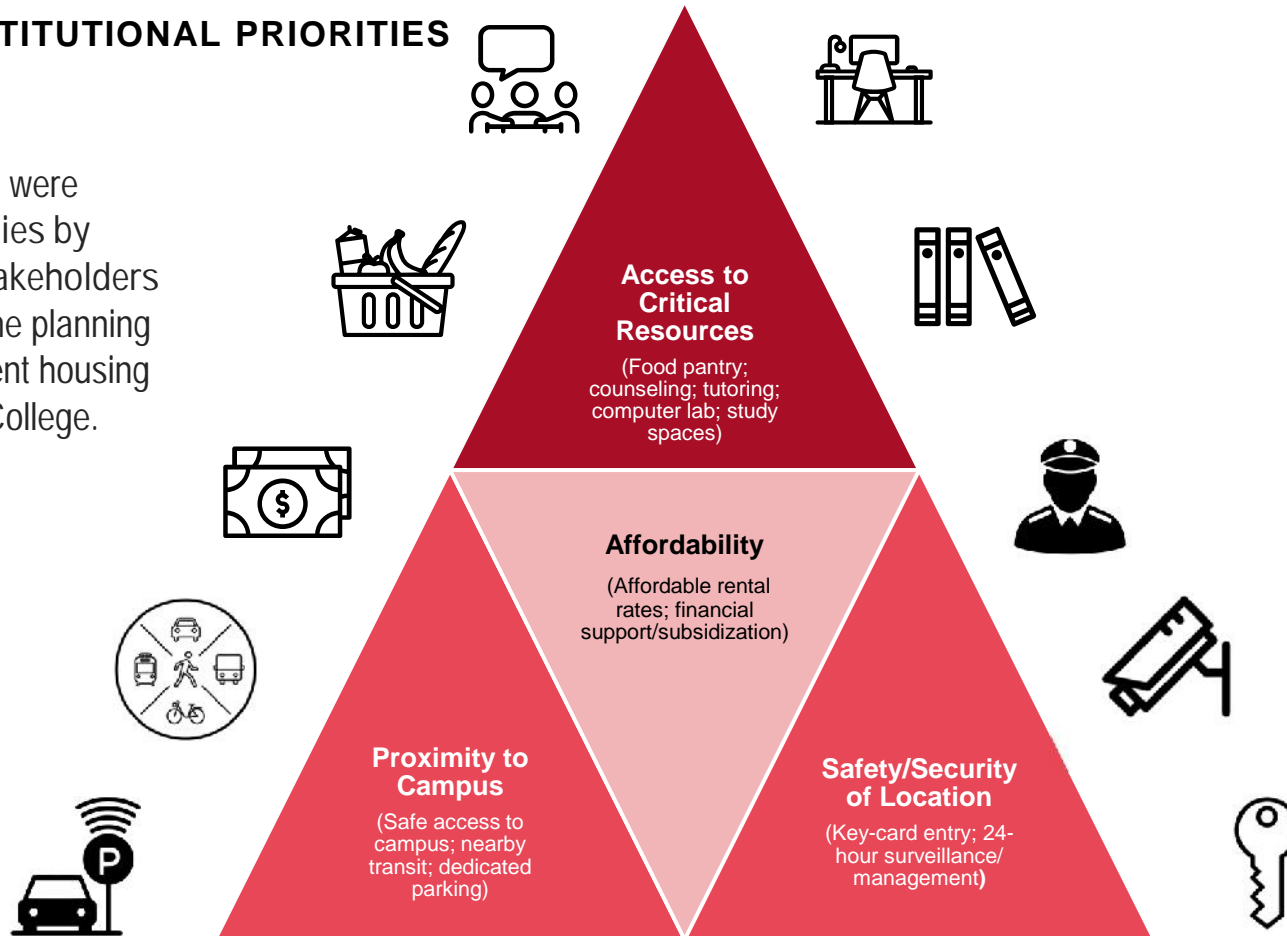 TITUTIONAL PRIORITIES
were
ies by
akeholders
ne planning
ent housing
College.
Access to
Critical
Resources
(Food pantry;
counseling; tutoring;
computer lab; study
spaces)
$
Affordability
(Affordable rental
rates; financial
support/subsidization)
Proximity to
Campus
(Safe access to
campus; nearby
transit; dedicated
parking)
Safety/Security
of Location
(Key-card entry; 24-
hour surveillance/
management)
P